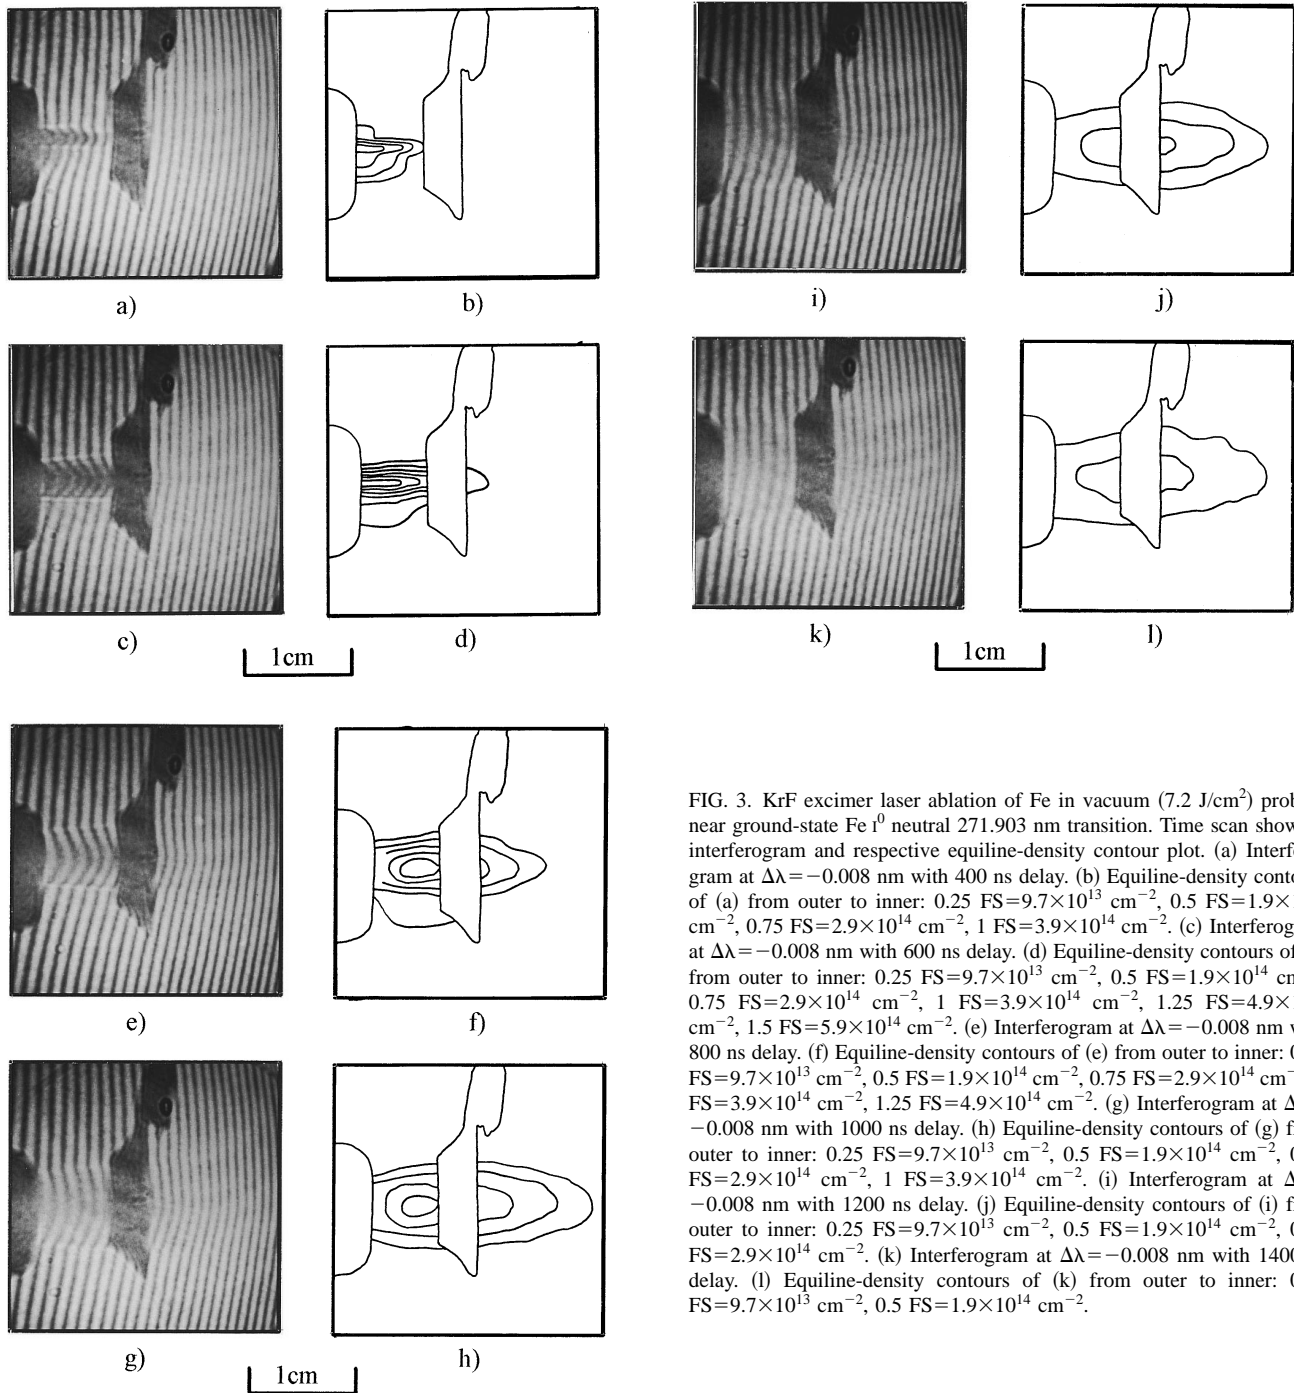 a)
b)
c)
d)
1cm
e)
f)
g)
h)
1cm
i)
j)
k)
l)
1cm
FIG. 3. KrF excimer laser ablation of Fe in vacuum (7.2 J/cm²) prob
near ground-state Fe I⁰ neutral 271.903 nm transition. Time scan show
interferogram and respective equiline-density contour plot. (a) Interfe
gram at Δλ=−0.008 nm with 400 ns delay. (b) Equiline-density conto
of (a) from outer to inner: 0.25 FS=9.7×10¹³ cm⁻², 0.5 FS=1.9×1
cm⁻², 0.75 FS=2.9×10¹⁴ cm⁻², 1 FS=3.9×10¹⁴ cm⁻². (c) Interferog
at Δλ=−0.008 nm with 600 ns delay. (d) Equiline-density contours of
from outer to inner: 0.25 FS=9.7×10¹³ cm⁻², 0.5 FS=1.9×10¹⁴ cm
0.75 FS=2.9×10¹⁴ cm⁻², 1 FS=3.9×10¹⁴ cm⁻², 1.25 FS=4.9×1
cm⁻², 1.5 FS=5.9×10¹⁴ cm⁻². (e) Interferogram at Δλ=−0.008 nm w
800 ns delay. (f) Equiline-density contours of (e) from outer to inner: 0
FS=9.7×10¹³ cm⁻², 0.5 FS=1.9×10¹⁴ cm⁻², 0.75 FS=2.9×10¹⁴ cm⁻
FS=3.9×10¹⁴ cm⁻², 1.25 FS=4.9×10¹⁴ cm⁻². (g) Interferogram at Δ
−0.008 nm with 1000 ns delay. (h) Equiline-density contours of (g) f
outer to inner: 0.25 FS=9.7×10¹³ cm⁻², 0.5 FS=1.9×10¹⁴ cm⁻², 0
FS=2.9×10¹⁴ cm⁻², 1 FS=3.9×10¹⁴ cm⁻². (i) Interferogram at Δ
−0.008 nm with 1200 ns delay. (j) Equiline-density contours of (i) f
outer to inner: 0.25 FS=9.7×10¹³ cm⁻², 0.5 FS=1.9×10¹⁴ cm⁻², 0
FS=2.9×10¹⁴ cm⁻². (k) Interferogram at Δλ=−0.008 nm with 1400
delay. (l) Equiline-density contours of (k) from outer to inner: 0
FS=9.7×10¹³ cm⁻², 0.5 FS=1.9×10¹⁴ cm⁻².